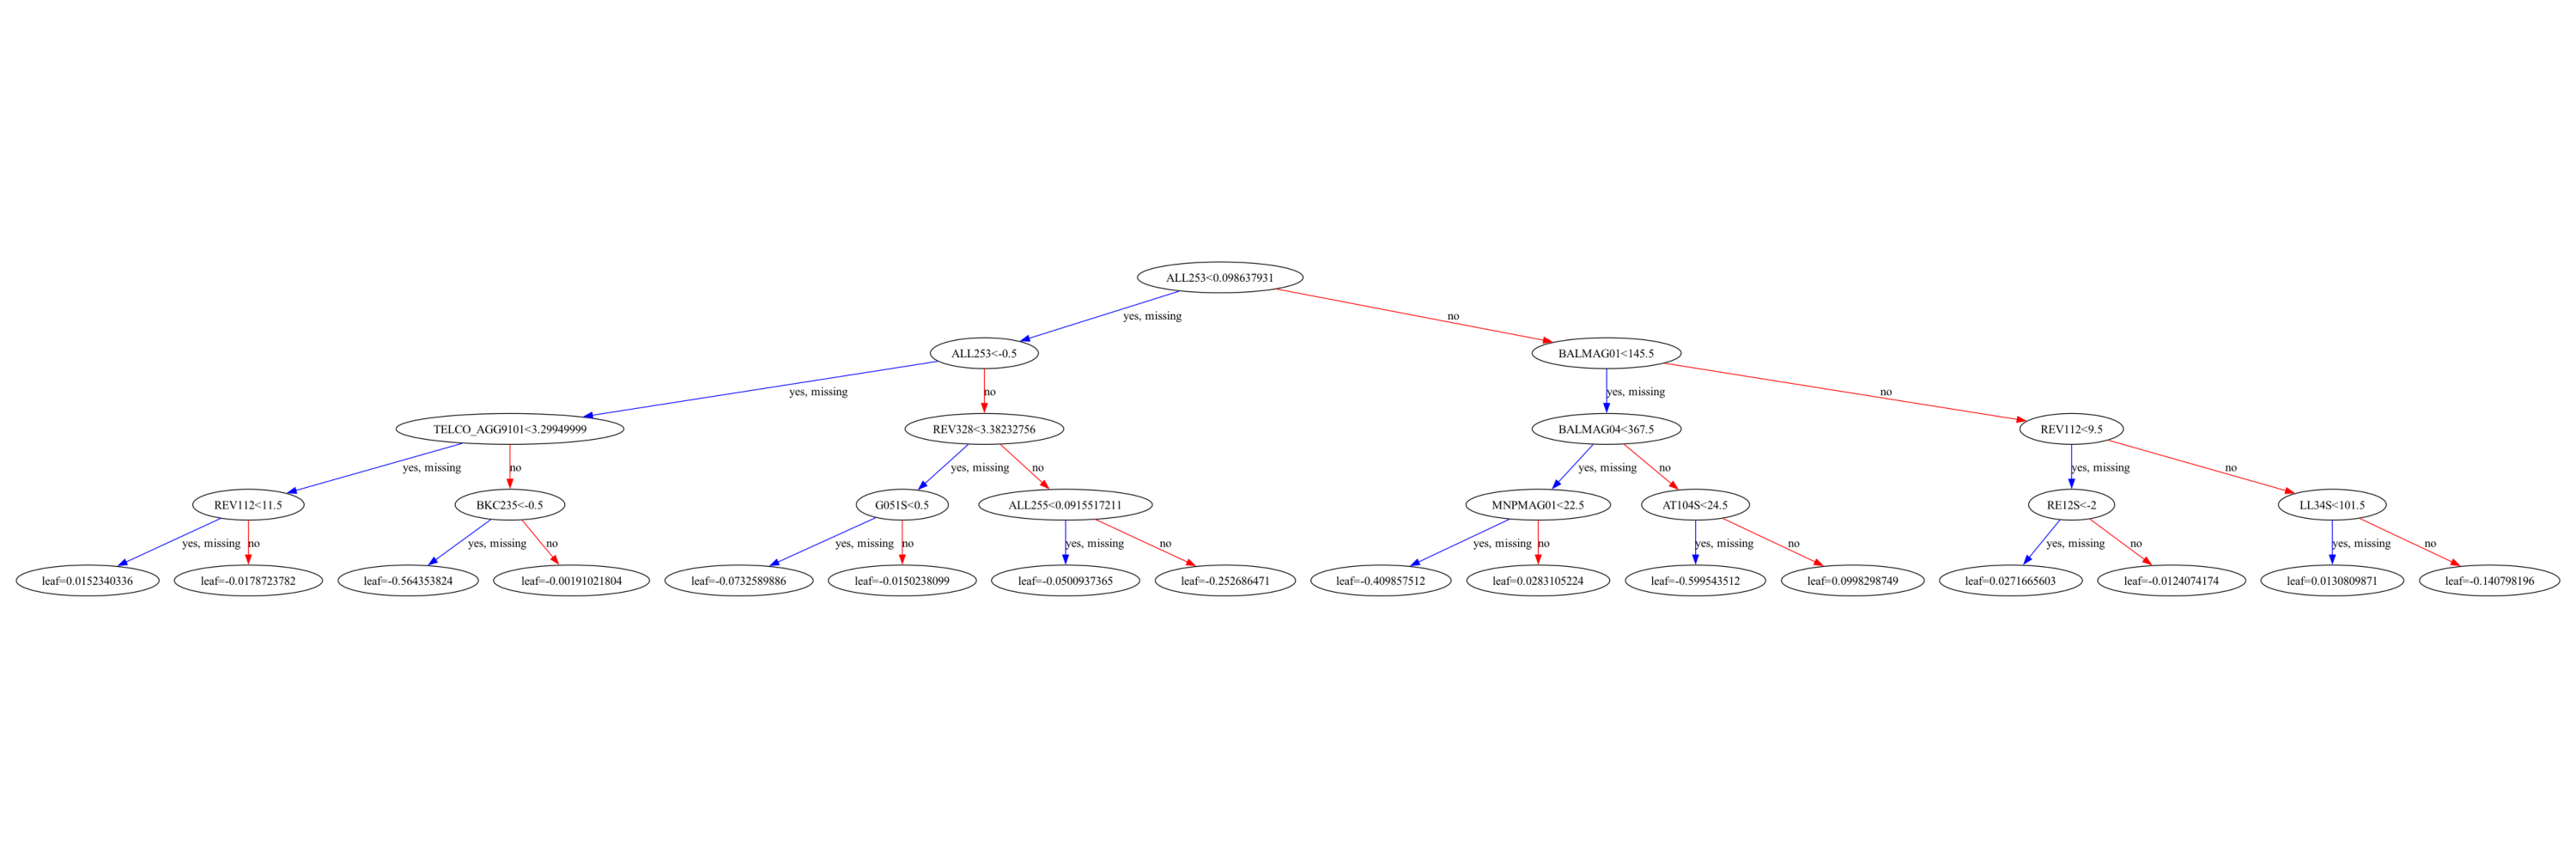 ALL253<0.098637931
yes, missing
no
ALL253<-0.5
BALMAG01<145.5
yes, missing
no
yes, missing
no
TELCO_AGG9101<3.29949999
REV328<3.38232756
BALMAG04<367.5
REV112<9.5
yes, missing
no
yes, missing
no
yes, missing
no
yes, missing
no
REV112<11.5
BKC235<-0.5
G051S<0.5
ALL255<0.0915517211
MNPMAG01<22.5
AT104S<24.5
RE12S<-2
LL34S<101.5
yes, missing
no
yes, missing
no
yes, missing
no
yes, missing
no
yes, missing
no
yes, missing
no
yes, missing
no
yes, missing
no
leaf=0.0152340336
leaf=-0.0178723782
leaf=-0.564353824
leaf=-0.00191021804
leaf=-0.0732589886
leaf=-0.0150238099
leaf=-0.0500937365
leaf=-0.252686471
leaf=-0.409857512
leaf=0.0283105224
leaf=-0.599543512
leaf=0.0998298749
leaf=0.0271665603
leaf=-0.0124074174
leaf=0.0130809871
leaf=-0.140798196